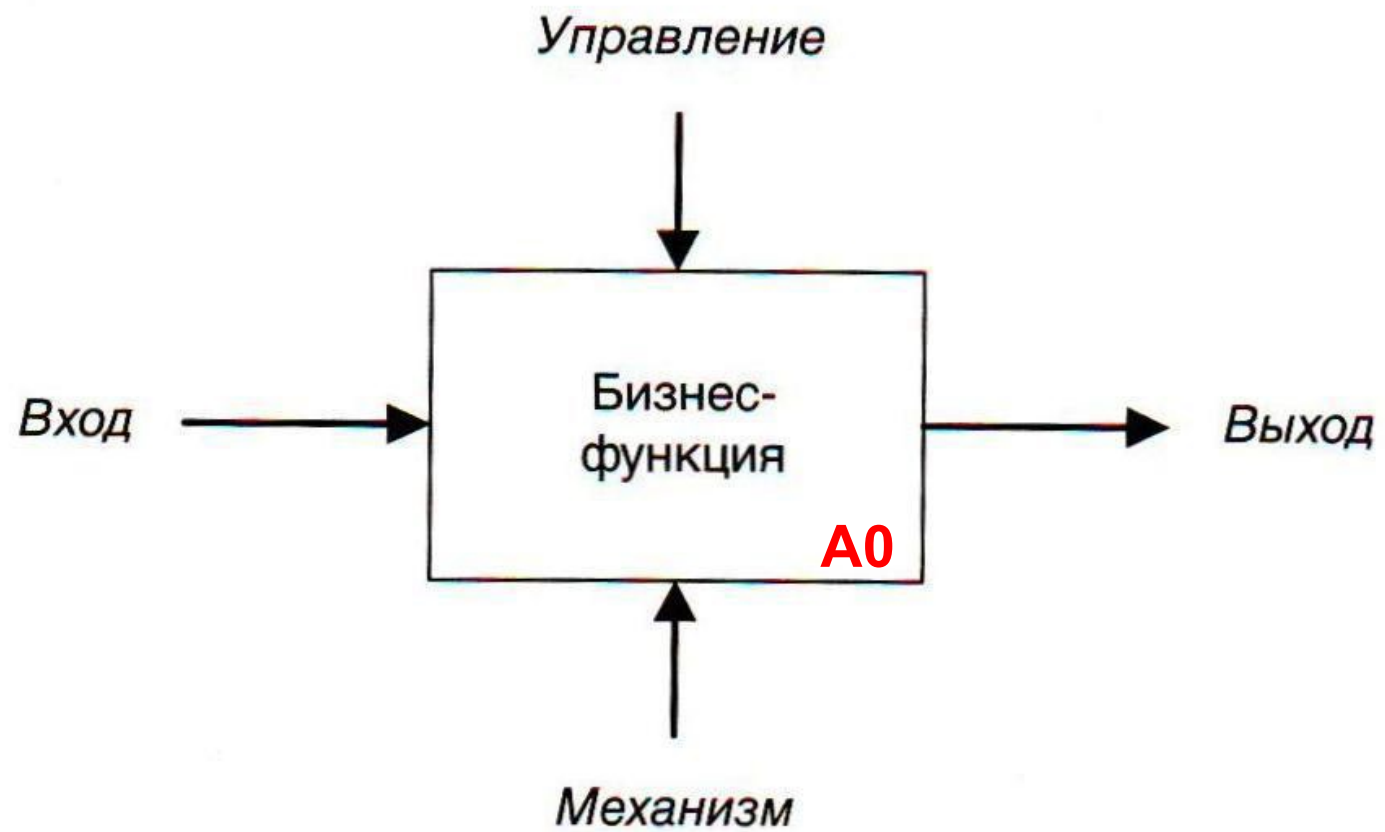 Управление
Вход
Бизнес-
функция
Выход
A0
Механизм